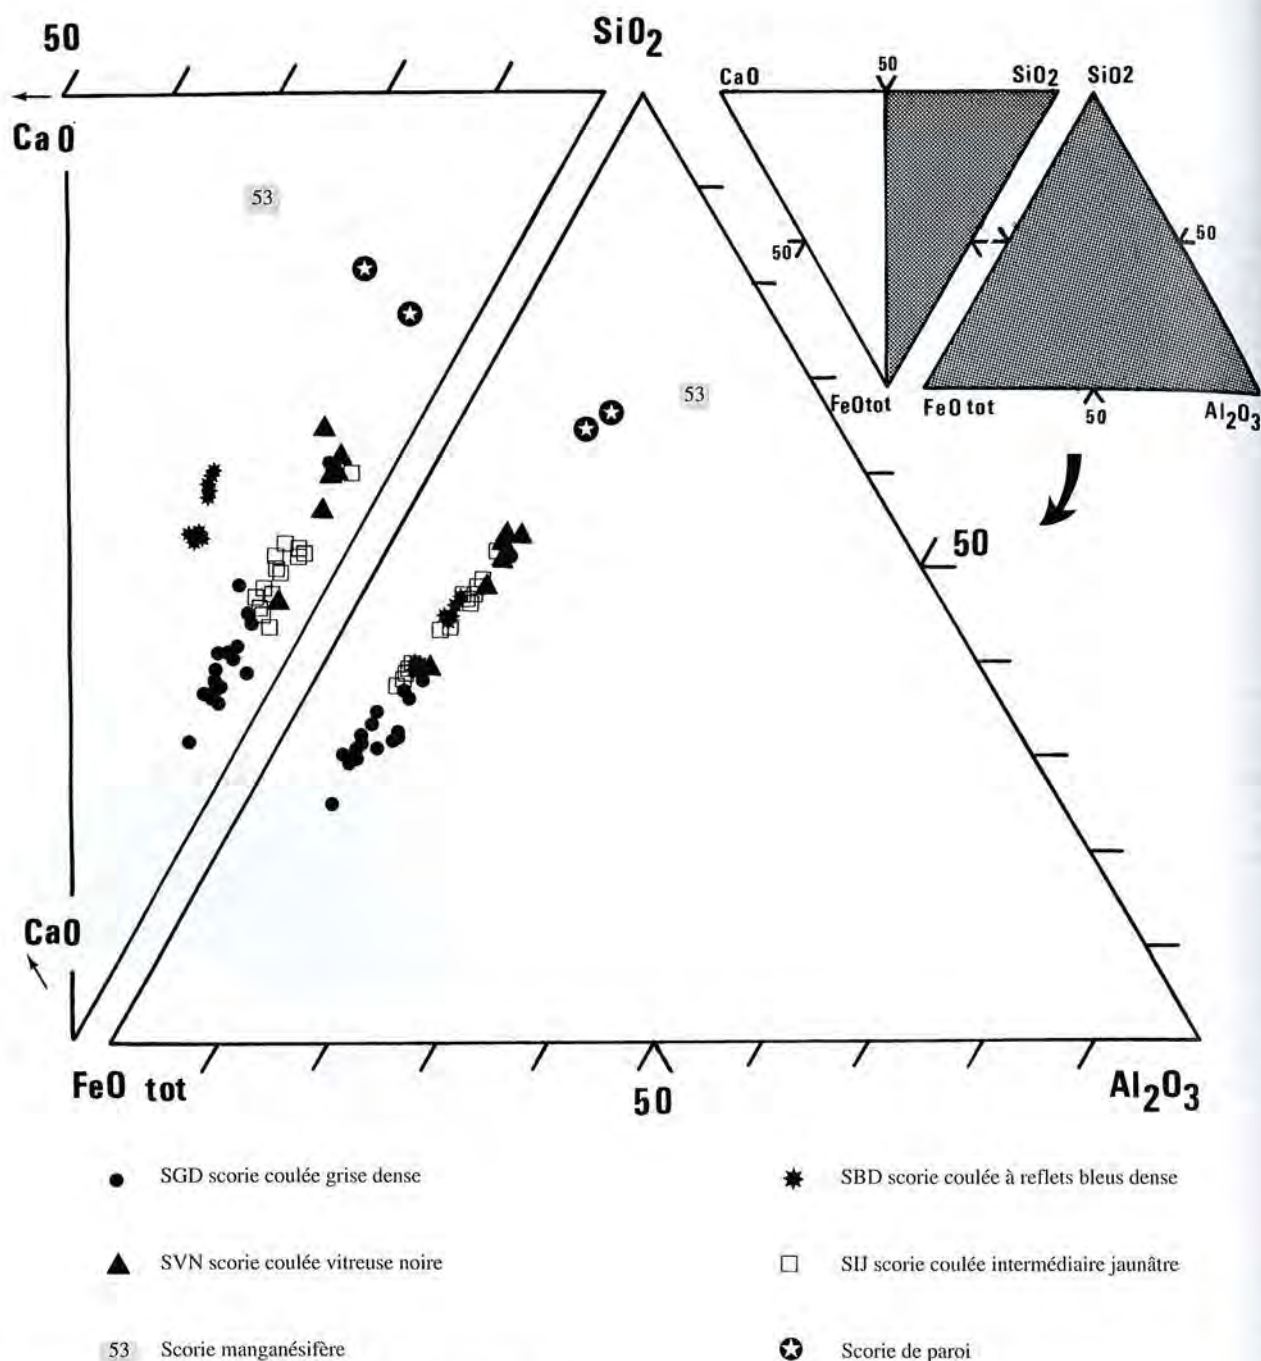 50
SiO2
CaO
50
SiO2
SiO2
CaO
53
50
50
FeO tot
FeO tot
50
Al2O3
53
50
CaO
FeO tot
50
Al2O3
SGD scorie coulée grise dense
SBD scorie coulée à reflets bleus dense
SVN scorie coulée vitreuse noire
SIJ scorie coulée intermédiaire jaunâtre
53 Scorie manganésifère
Scorie de paroi